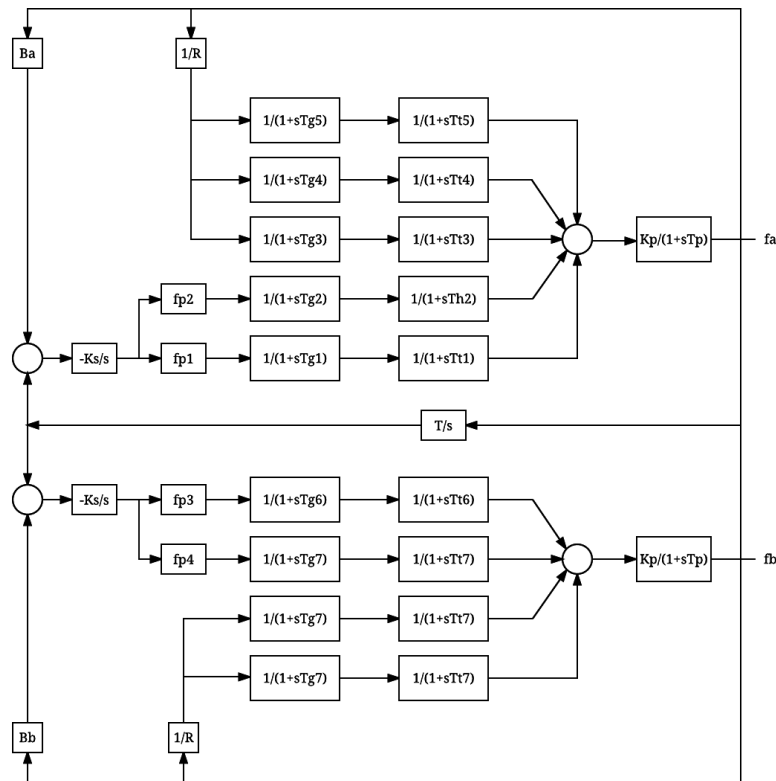 Ba
1/R
1/(1+sTg5)
1/(1+sTt5)
1/(1+sTg4)
1/(1+sTt4)
1/(1+sTg3)
1/(1+sTt3)
Kp/(1+sTp)
fa
fp2
1/(1+sTg2)
1/(1+sTh2)
-Ks/s
fp1
1/(1+sTg1)
1/(1+sTt1)
T/s
-Ks/s
fp3
1/(1+sTg6)
1/(1+sTt6)
fp4
1/(1+sTg7)
1/(1+sTt7)
Kp/(1+sTp)
fb
1/(1+sTg7)
1/(1+sTt7)
1/(1+sTg7)
1/(1+sTt7)
Bb
1/R